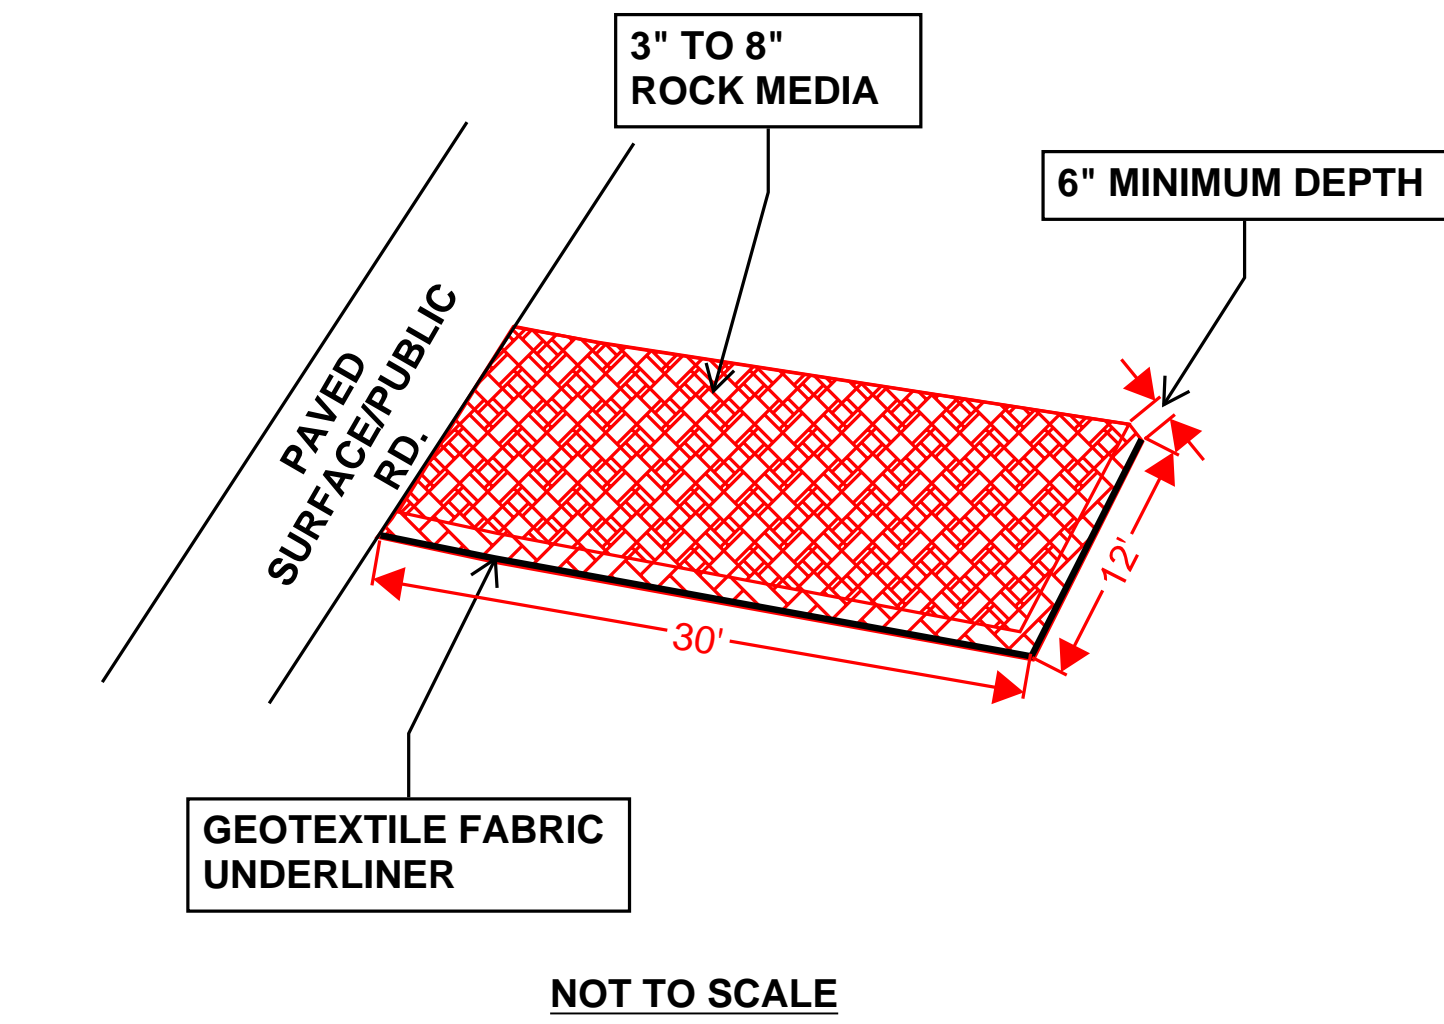 3" TO 8"
ROCK MEDIA
6" MINIMUM DEPTH
PAVED
SURFACE/PUBLIC
RD.
12'
30'
GEOTEXTILE FABRIC
UNDERLINER
NOT TO SCALE